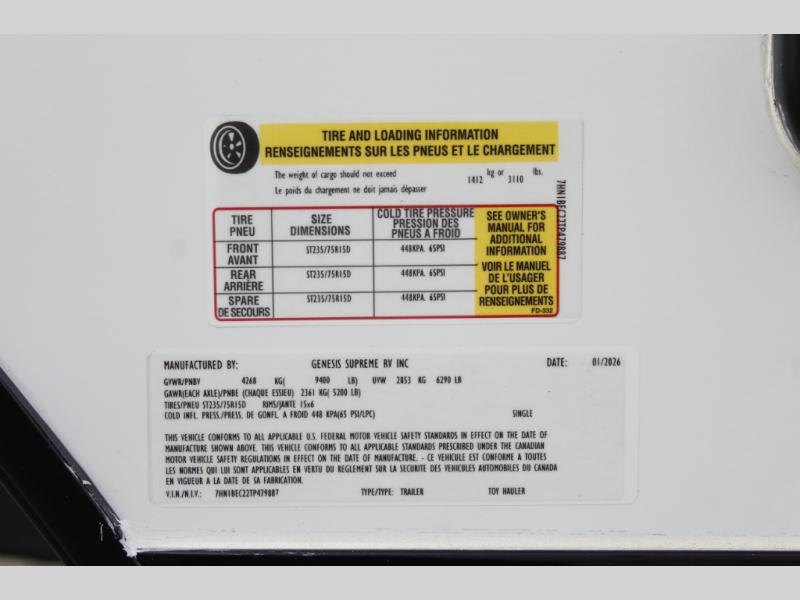 TIRE AND LOADING INFORMATION
RENSEIGNEMENTS SUR LES PNEUS ET LE CHARGEMENT
The weight of cargo should not exceed 1412 kg or 3110 lbs.
Le poids du chargement ne doit jamais dépasser
TIRE PNEU SIZE DIMENSIONS COLD TIRE PRESSURE PRESSION DES PNEUS A FROID
FRONT AVANT ST235/75R15D 448KPA. 65PSI
REAR ARRIÈRE ST235/75R15D 448KPA. 65PSI
SPARE DE SECOURS ST235/75R15D 448KPA. 65PSI
SEE OWNER'S
MANUAL FOR
ADDITIONAL
INFORMATION
VOIR LE MANUEL
DE L'USAGER
POUR PLUS DE
RENSEIGNEMENTS
FD-332
7HN1BEC22TP479887
MANUFACTURED BY: GENESIS SUPREME RV INC DATE: 01/2026
GVWR/PNBV 4268 KG( 9400 LB) UVW 2853 KG 6290 LB
GAWR(EACH AXLE)/PNBE (CHAQUE ESSIEU) 2361 KG( 5200 LB)
TIRES/PNEU ST235/75R15D RIMS/JANTE 15x6
COLD INFL. PRESS./PRESS. DE GONFL. A FROID 448 KPA(65 PSI/LPC) SINGLE
THIS VEHICLE CONFORMS TO ALL APPLICABLE U.S. FEDERAL MOTOR VEHICLE SAFETY STANDARDS IN EFFECT ON THE DATE OF
MANUFACTURE SHOWN ABOVE. THIS VEHICLE CONFORMS TO ALL APPLICABLE STANDARDS PRESCRIBED UNDER THE CANADIAN
MOTOR VEHICLE SAFETY REGULATIONS IN EFFECT ON THE DATE OF MANUFACTURE. - CE VEHICULE EST CONFORME A TOUTES
LES NORMES QUI LUI SONT APPLICABLES EN VERTU DU REGLEMENT SUR LA SECURITE DES VEHICULES AUTOMOBILES DU CANADA
EN VIGUEUR A LA DATE DE SA FABRICATION.
V.I.N./N.I.V.: 7HN1BEC22TP479887 TYPE/TYPE: TRAILER TOY HAULER